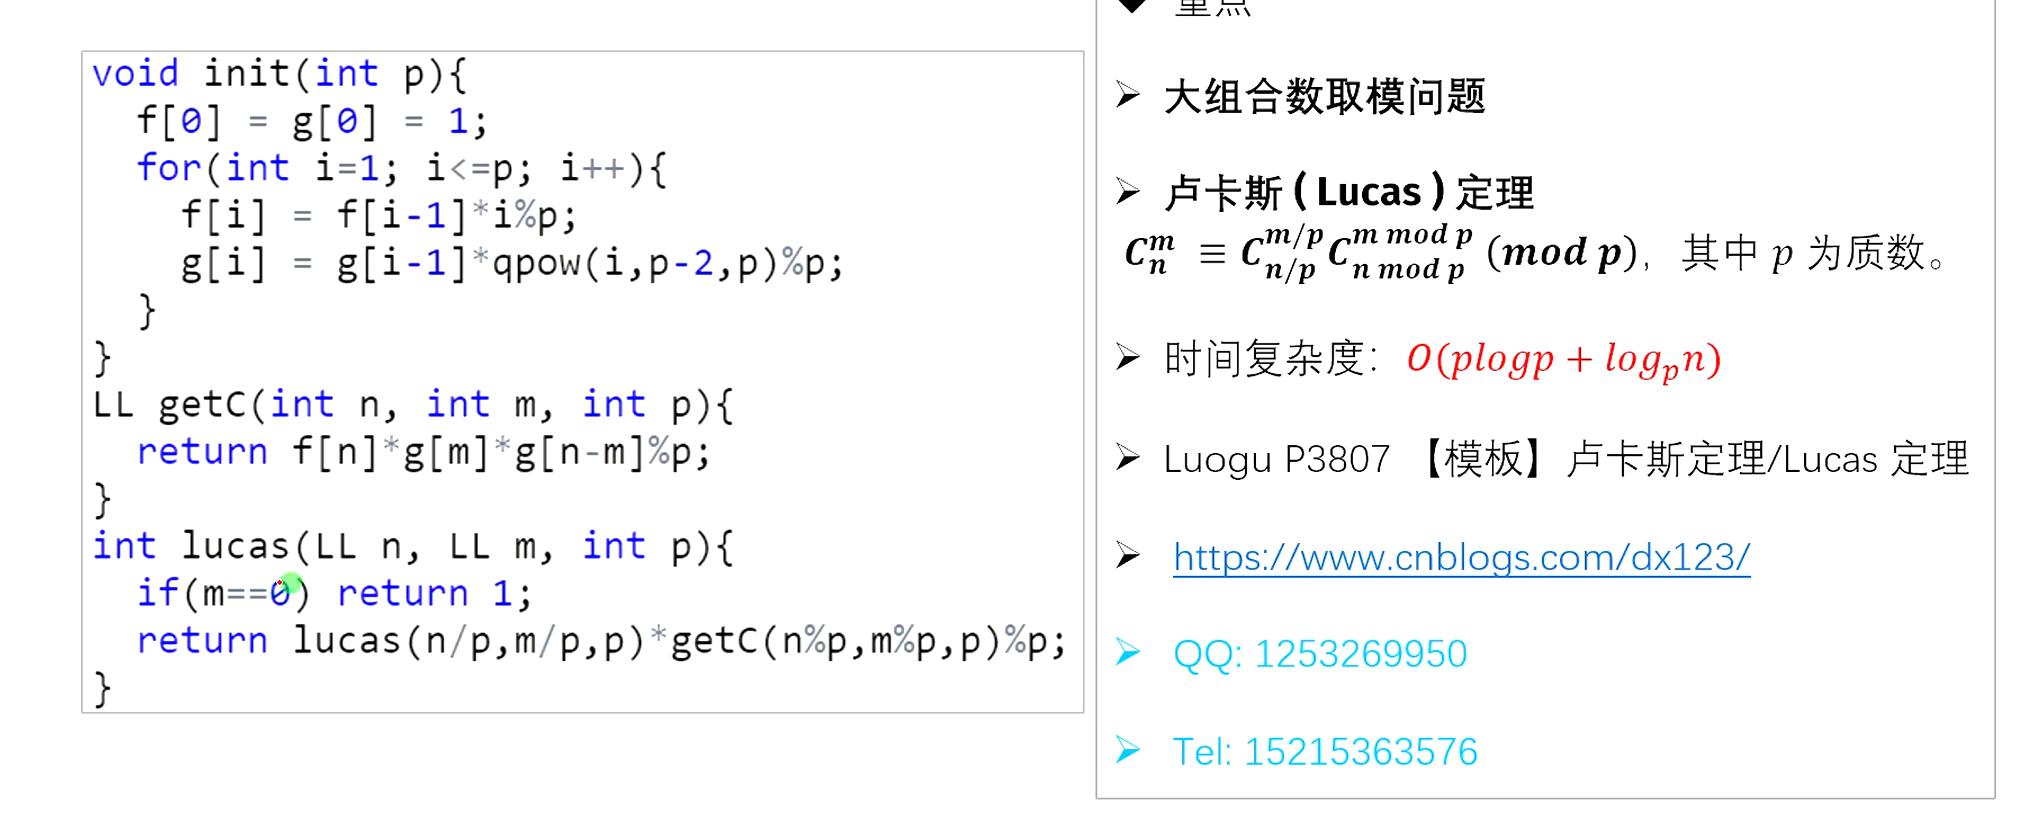 void init(int p){
f[0] = g[0] = 1;
for(int i=1; i<=p; i++){
f[i] = f[i-1]*i%p;
g[i] = g[i-1]*qpow(i,p-2,p)%p;
}
}
LL getC(int n, int m, int p){
return f[n]*g[m]*g[n-m]%p;
}
int lucas(LL n, LL m, int p){
if(m==0) return 1;
return lucas(n/p,m/p,p)*getC(n%p,m%p,p)%p;
}
重点
大组合数取模问题
卢卡斯(Lucas)定理
C_n^m ≡ C_{n/p}^{m/p} C_{n mod p}^{m mod p} (mod p)，其中 p 为质数。
时间复杂度：O(plogp + log_p n)
Luogu P3807 【模板】卢卡斯定理/Lucas 定理
https://www.cnblogs.com/dx123/
QQ: 1253269950
Tel: 15215363576